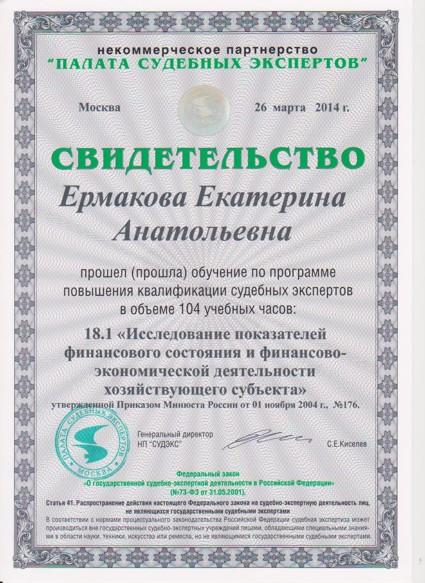 некоммерческое партнерство
"ПАЛАТА СУДЕБНЫХ ЭКСПЕРТОВ"
Москва 26 марта 2014 г.
СВИДЕТЕЛЬСТВО
Ермакова Екатерина
Анатольевна
прошел (прошла) обучение по программе
повышения квалификации судебных экспертов
в объеме 104 учебных часов:
18.1 «Исследование показателей
финансового состояния и финансово-
экономической деятельности
хозяйствующего субъекта»
утвержденной Приказом Минюста России от 01 ноября 2004 г., №176.
ПАЛАТА СУДЕБНЫХ ЭКСПЕРТОВ
МОСКВА
Генеральный директор
НП "СУДЭКС" С.Е.Киселев
Федеральный закон
«О государственной судебно-экспертной деятельности в Российской Федерации»
(№73-ФЗ от 31.05.2001).
Статья 41. Распространение действия настоящего Федерального закона на судебно-экспертную деятельность лиц,
не являющихся государственными судебными экспертами
В соответствии с нормами процессуального законодательства Российской Федерации судебная экспертиза может
производиться вне государственных судебно-экспертных учреждений лицами, обладающими специальными знания-
ми в области науки, техники, искусства или ремесла, но не являющимися государственными судебными экспертами.